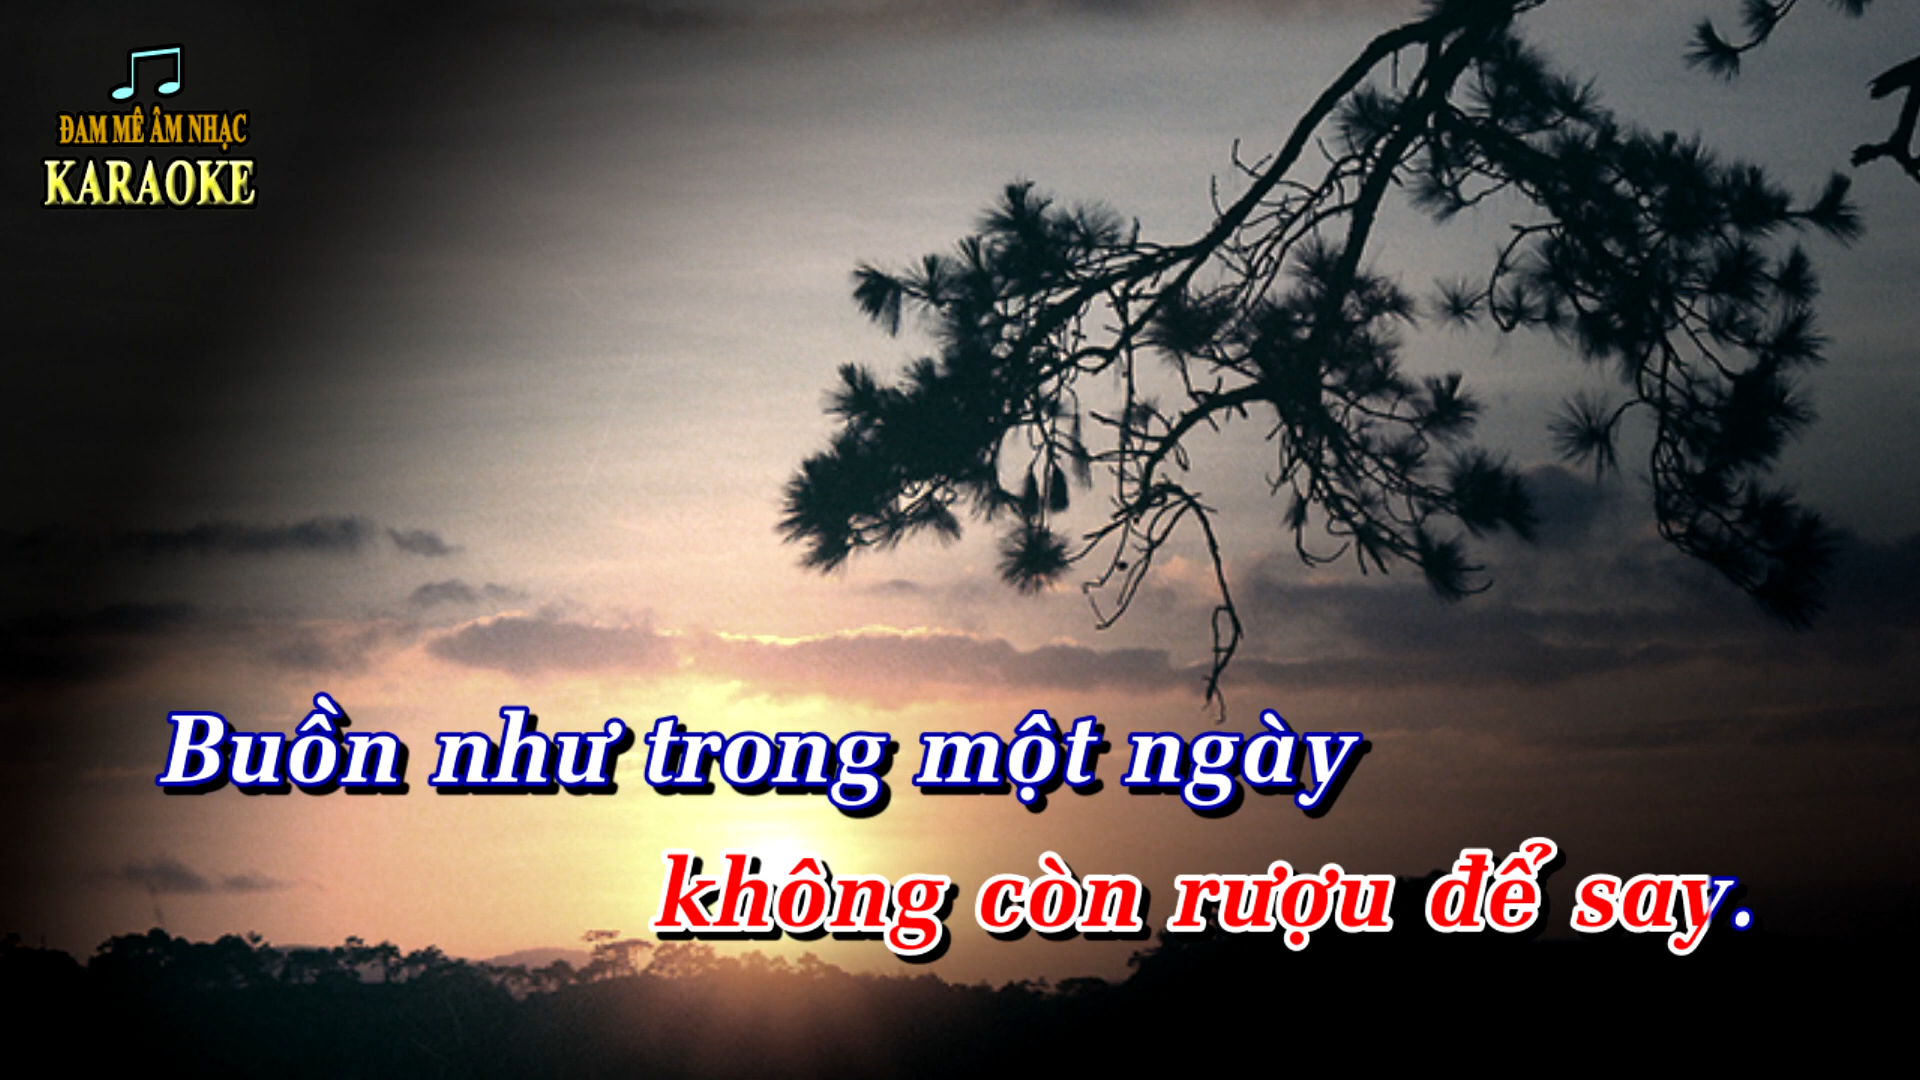 ĐAM MÊ ÂM NHẠC
KARAOKE
Buồn như trong một ngày
không còn rượu để say.